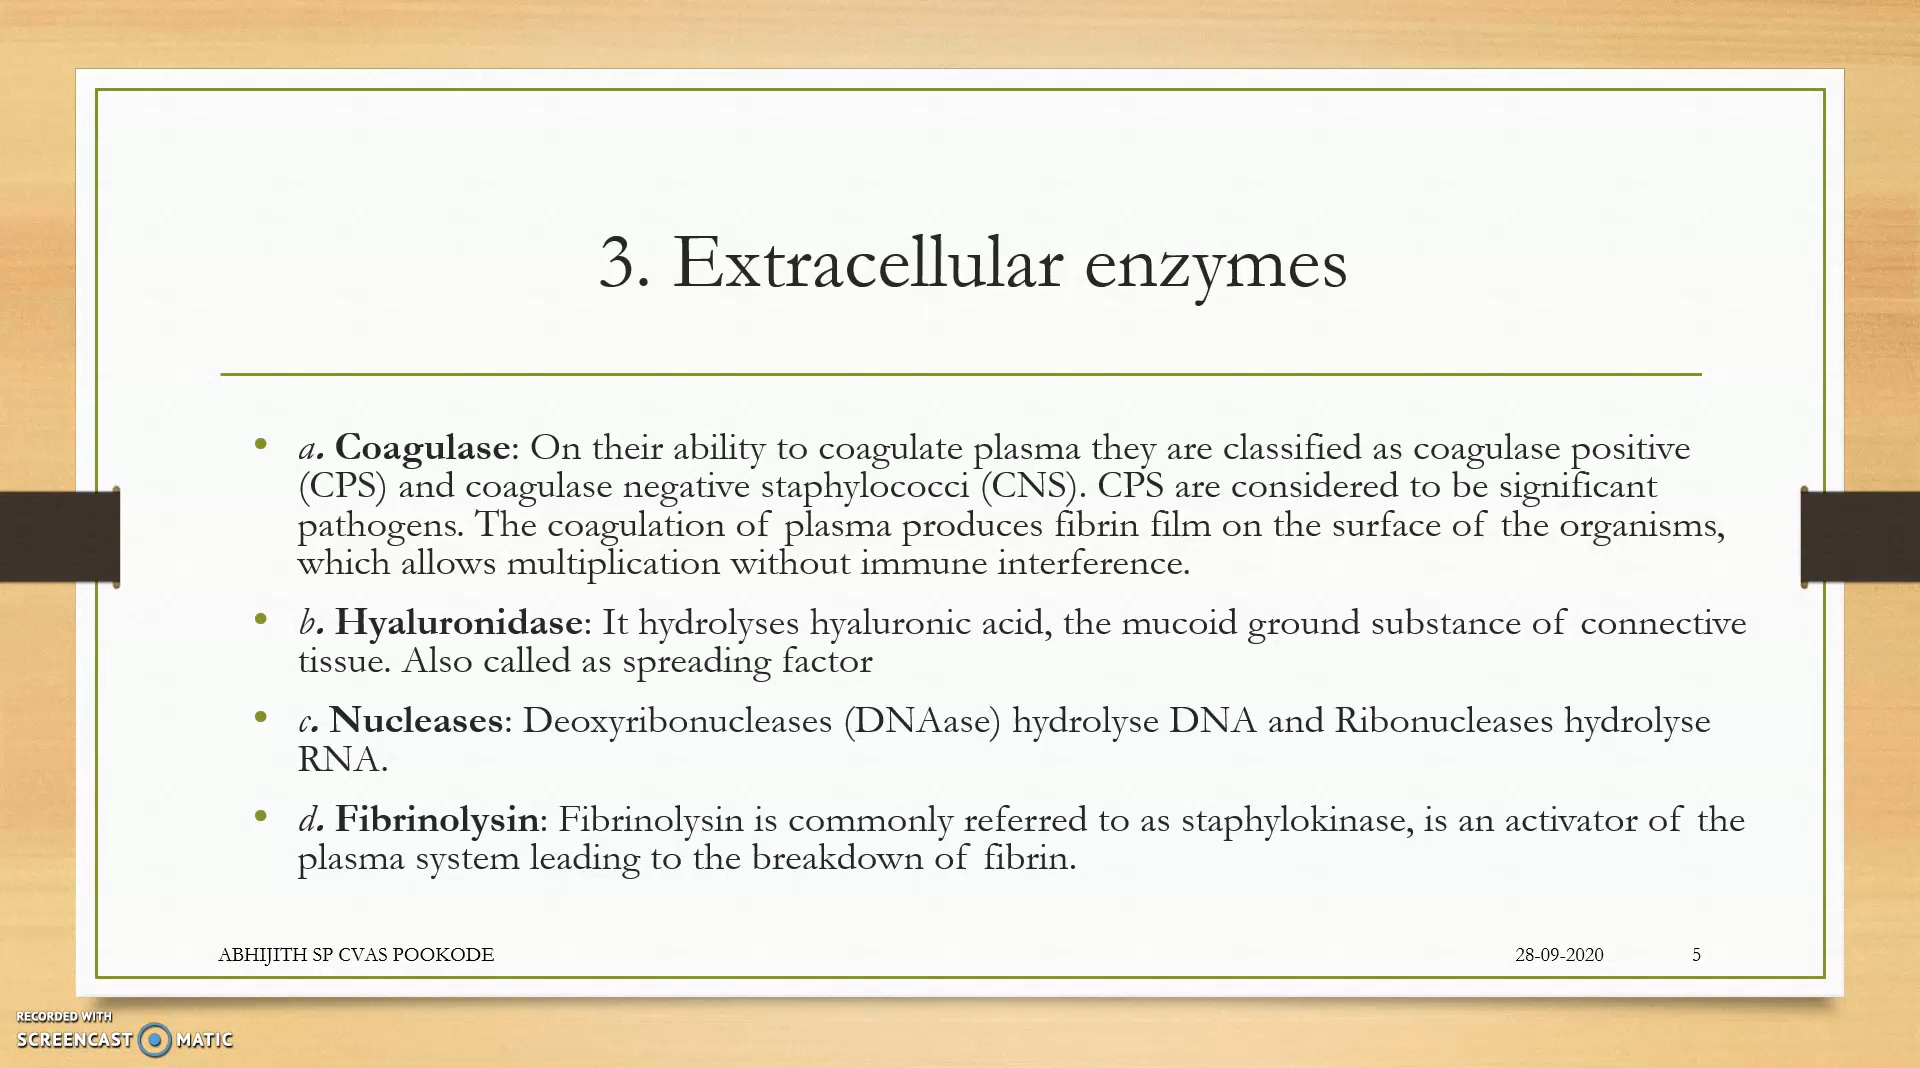 3. Extracellular enzymes
• a. Coagulase: On their ability to coagulate plasma they are classified as coagulase positive
(CPS) and coagulase negative staphylococci (CNS). CPS are considered to be significant
pathogens. The coagulation of plasma produces fibrin film on the surface of the organisms,
which allows multiplication without immune interference.
• b. Hyaluronidase: It hydrolyses hyaluronic acid, the mucoid ground substance of connective
tissue. Also called as spreading factor
• c. Nucleases: Deoxyribonucleases (DNAase) hydrolyse DNA and Ribonucleases hydrolyse
RNA.
• d. Fibrinolysin: Fibrinolysin is commonly referred to as staphylokinase, is an activator of the
plasma system leading to the breakdown of fibrin.
ABHIJITH SP CVAS POOKODE 28-09-2020 5
RECORDED WITH
SCREENCAST MATIC